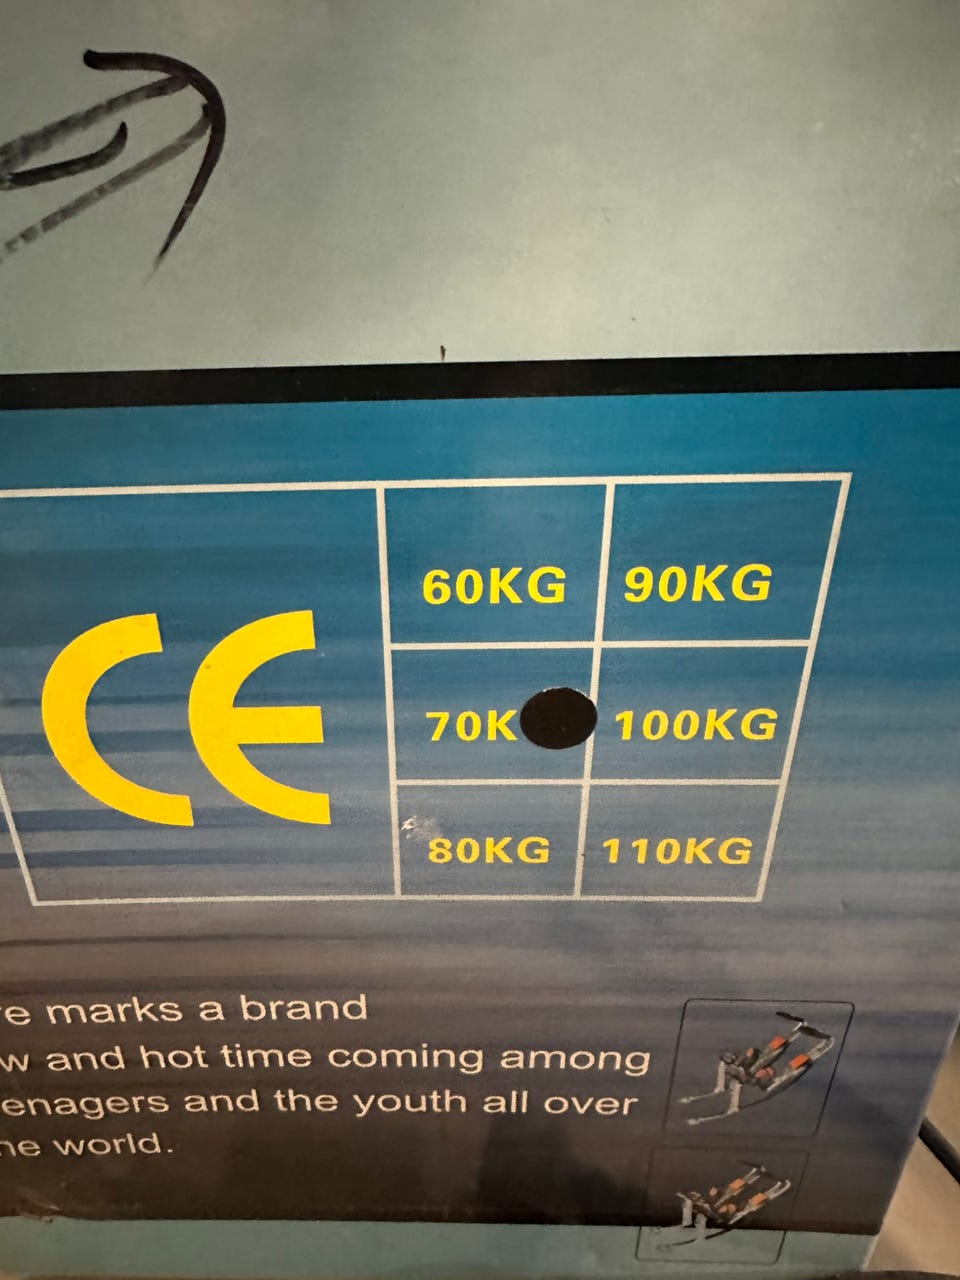 CE
60KG 90KG
70K 100KG
80KG 110KG
marks a brand
and hot time coming among
and the youth all over
world.